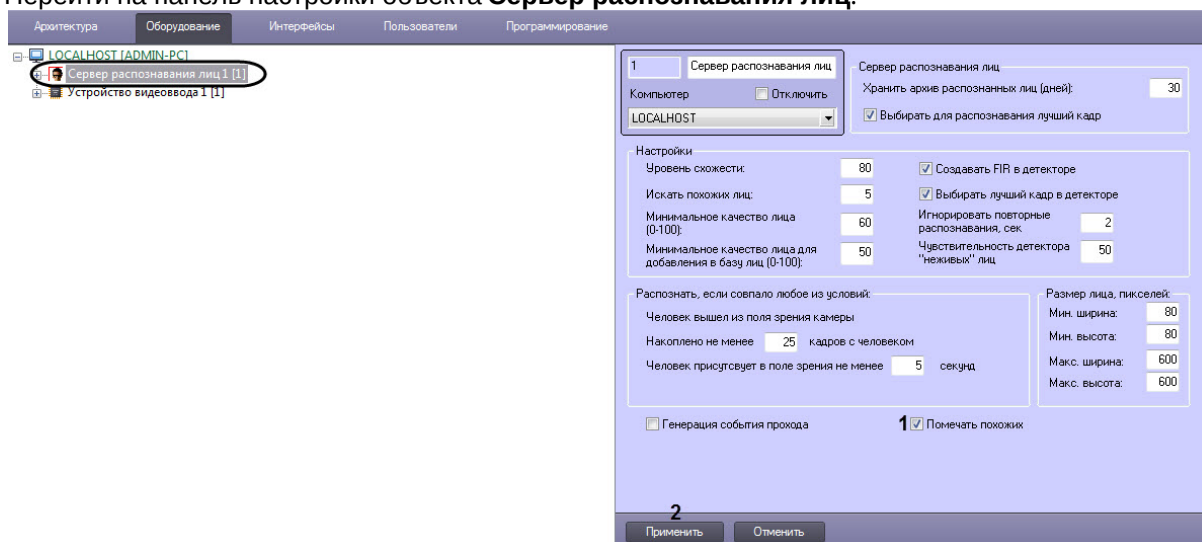 Перейти на панель настройки объекта Сервер распознавания лиц.
Архитектура Оборудование Интерфейсы Пользователи Программирование
LOCALHOST [ADMIN-PC]
Сервер распознавания лиц 1 [1]
Устройство видеоввода 1 [1]
1 Сервер распознавания лиц
Компьютер Отключить
LOCALHOST
Сервер распознавания лиц
Хранить архив распознанных лиц (дней): 30
Выбирать для распознавания лучший кадр
Настройки
Уровень схожести: 80 Создавать FIR в детекторе
Искать похожих лиц: 5 Выбирать лучший кадр в детекторе
Минимальное качество лица
(0-100): 60
Игнорировать повторные
распознавания, сек 2
Минимальное качество лица для
добавления в базу лиц (0-100): 50
Чувствительность детектора
"неживых" лиц 50
Распознать, если совпало любое из условий:
Человек вышел из поля зрения камеры
Накоплено не менее 25 кадров с человеком
Человек присутсвует в поле зрения не менее 5 секунд
Размер лица, пикселей:
Мин. ширина: 80
Мин. высота: 80
Макс. ширина: 600
Макс. высота: 600
Генерация события прохода 1 Помечать похожих
2
Применить Отменить